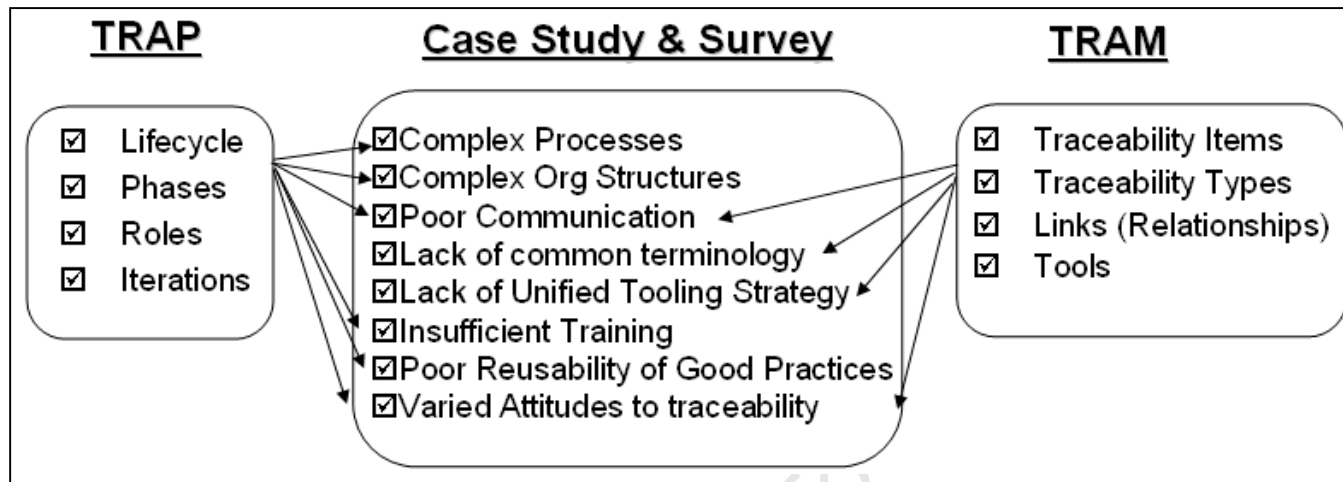 TRAP
Case Study & Survey
TRAM
Lifecycle
Phases
Roles
Iterations
Complex Processes
Complex Org Structures
Poor Communication
Lack of common terminology
Lack of Unified Tooling Strategy
Insufficient Training
Poor Reusability of Good Practices
Varied Attitudes to traceability
Traceability Items
Traceability Types
Links (Relationships)
Tools